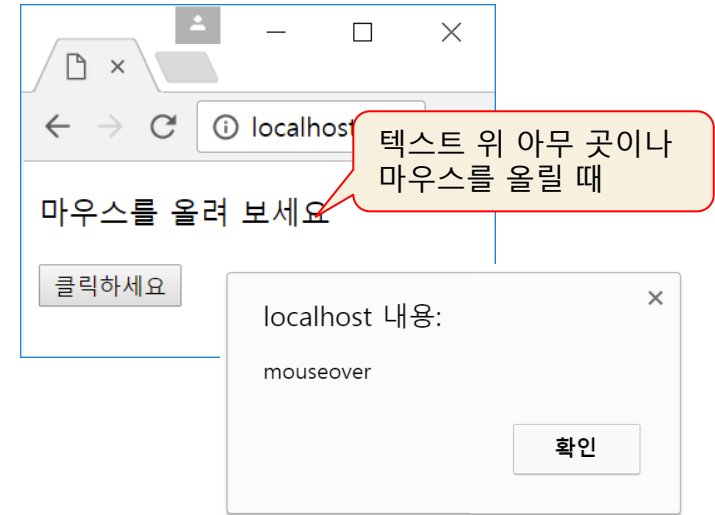 localhost
텍스트 위 아무 곳이나
마우스를 올릴 때
마우스를 올려 보세요
클릭하세요
localhost 내용:
mouseover
확인